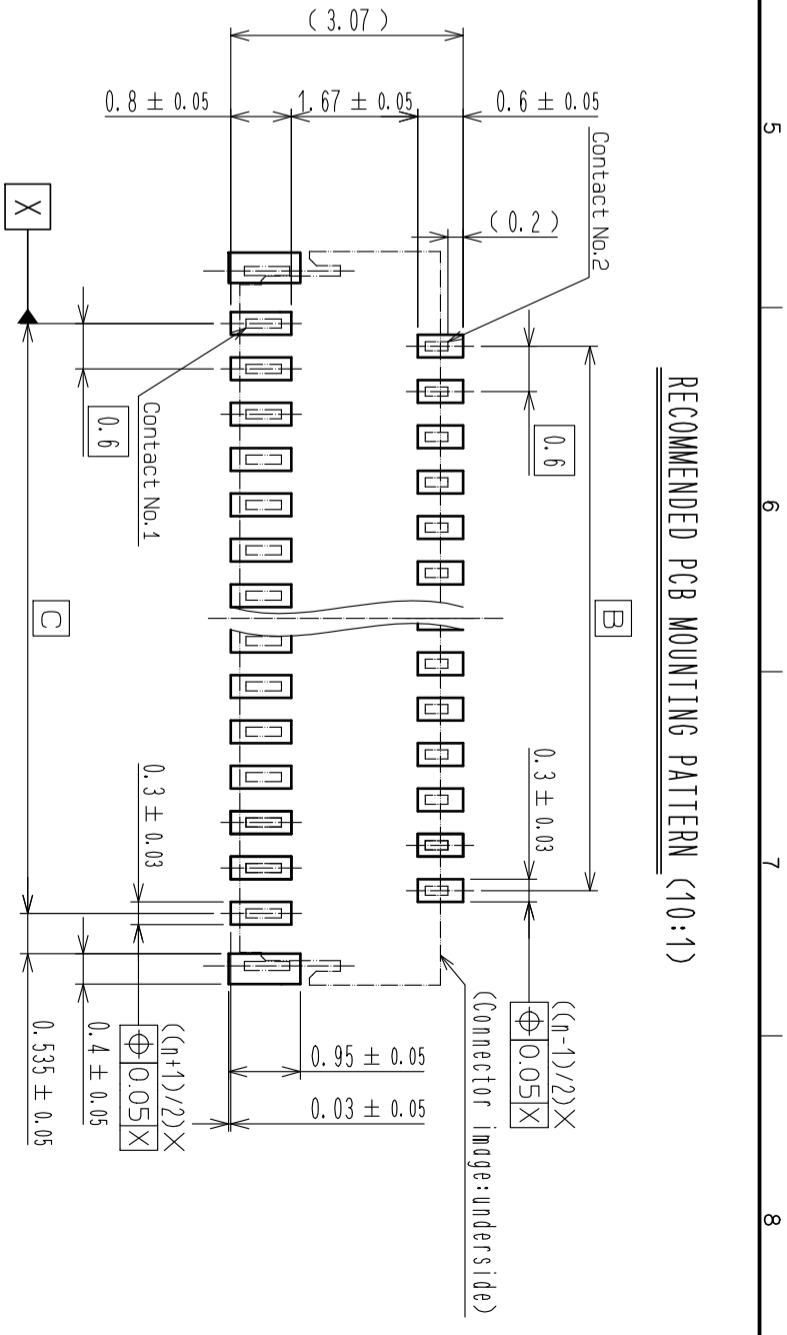 5
6
7
8
RECOMMENDED PCB MOUNTING PATTERN (10:1)
B
0.6
0.3 ± 0.03
((n-1)/2)X
⌖ 0.05 X
Contact No.2
(0.2)
(Connector image:underside)
(3.07)
0.6 ± 0.05
1.67 ± 0.05
0.8 ± 0.05
Contact No.1
0.6
X
C
0.3 ± 0.03
((n+1)/2)X
⌖ 0.05 X
0.95 ± 0.05
0.03 ± 0.05
0.4 ± 0.05
0.535 ± 0.05